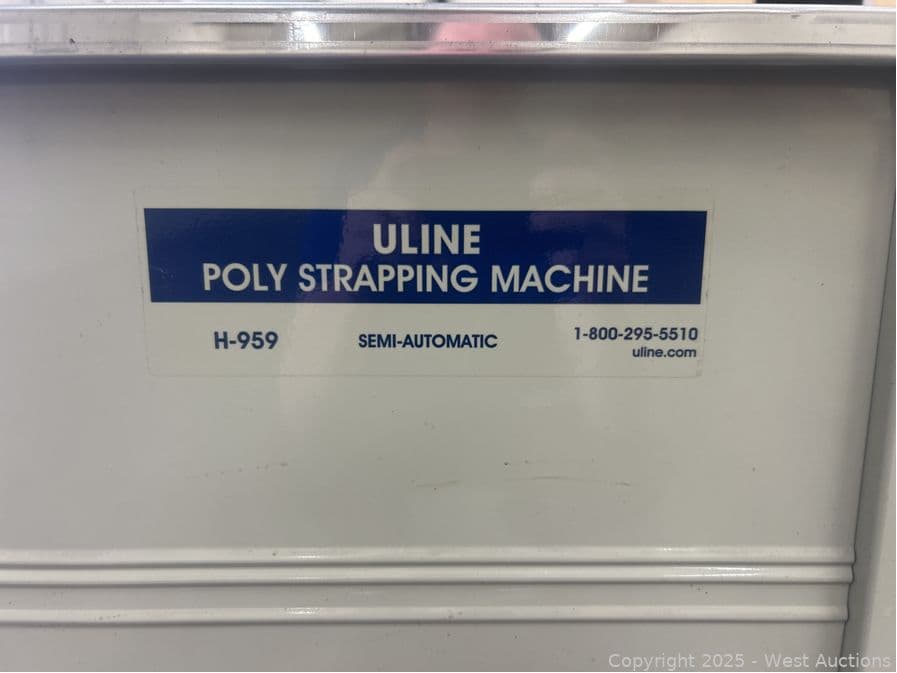 ULINE
POLY STRAPPING MACHINE
H-959 SEMI-AUTOMATIC 1-800-295-5510
uline.com
Copyright 2025 - West Auctions